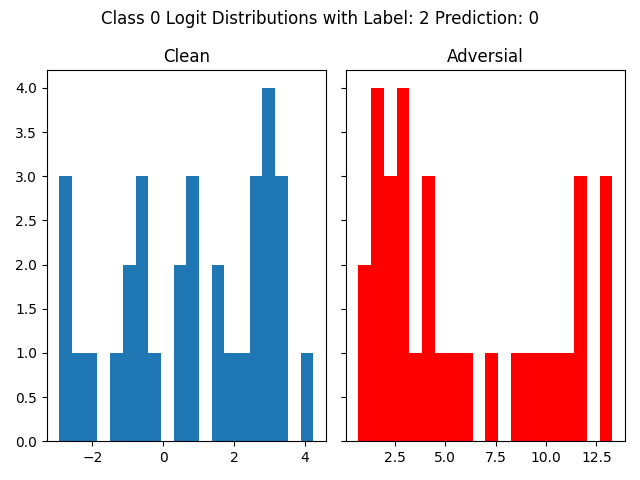 Class 0 Logit Distributions with Label: 2 Prediction: 0
Clean
Adversial
4.0
3.5
3.0
2.5
2.0
1.5
1.0
0.5
0.0
−2 0 2 4
2.5 5.0 7.5 10.0 12.5